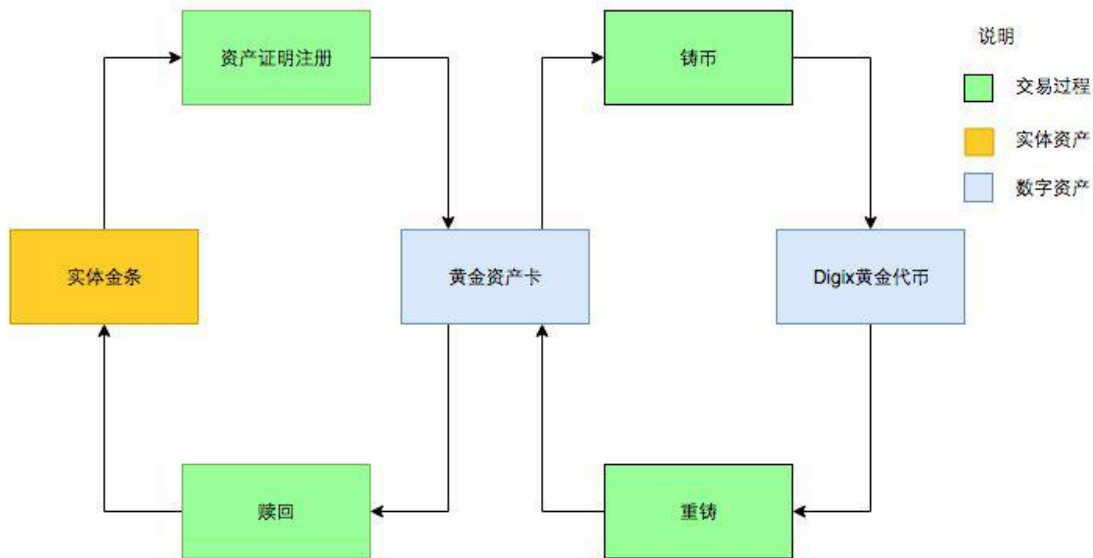 资产证明注册
铸币
说明
交易过程
实体资产
数字资产
实体金条
黄金资产卡
Digix黄金代币
赎回
重铸